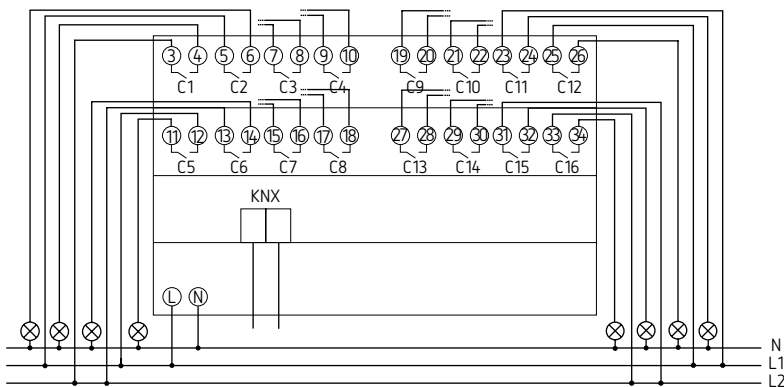 3 4 5 6 7 8 9 10 19 20 21 22 23 24 25 26
C1 C2 C3 C4 C9 C10 C11 C12
11 12 13 14 15 16 17 18 27 28 29 30 31 32 33 34
C5 C6 C7 C8 C13 C14 C15 C16
KNX
L N
N
L1
L2